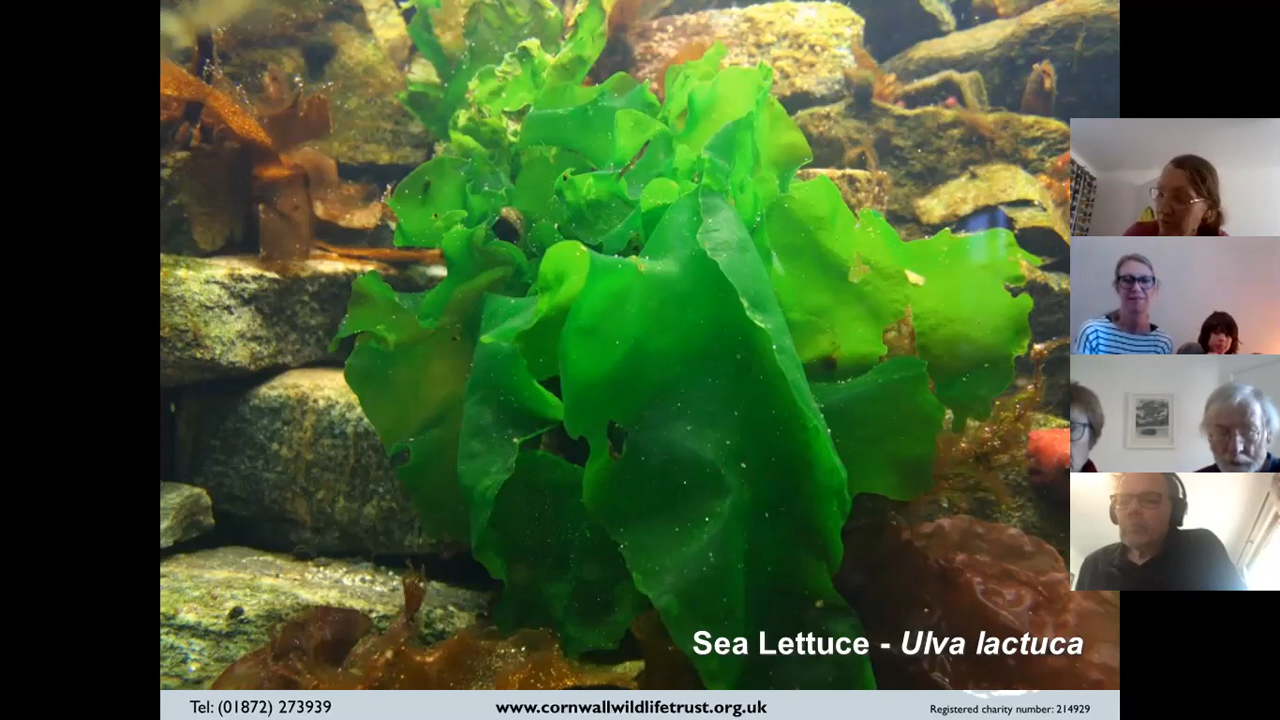 Sea Lettuce - Ulva lactuca
Tel: (01872) 273939
www.cornwallwildlifetrust.org.uk
Registered charity number: 214929